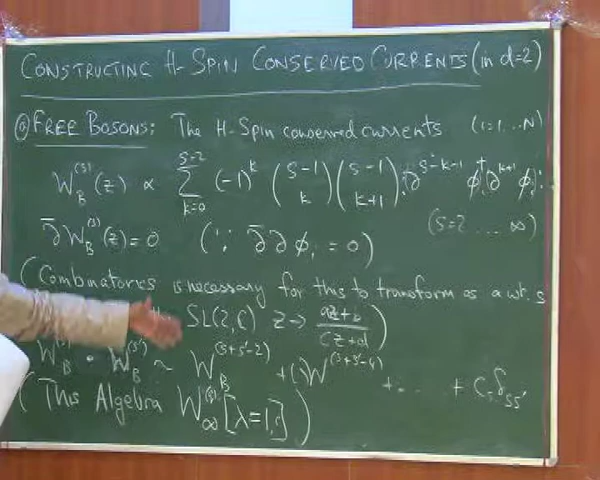 CONSTRUCTING H-SPIN CONSERVED CURRENTS (in d=2)
⊙ FREE BOSONS: The H-Spin conserved currents (i=1...N)
W_B^{(s)}(z) ∝ Σ_{k=0}^{s-2} (-1)^k (s-1 k) (s-1 k+1) :∂^{s-k-1} φ_i^† ∂^{k+1} φ_i:
(s=2 ... ∞)
∂̄W_B^{(s)}(z)=0 (∵ ∂̄∂φ_i = 0)
(Combinatorics is necessary for this to transform as a wt. s
SL(2,C) z → az+b / cz+d)
W_B^{(s)} · W_B^{(s')} ~ W_B^{(s+s'-2)} + ( ) W^{(s+s'-4)} + ... + C_s δ_{ss'}
(This Algebra W_∞ [λ=1])